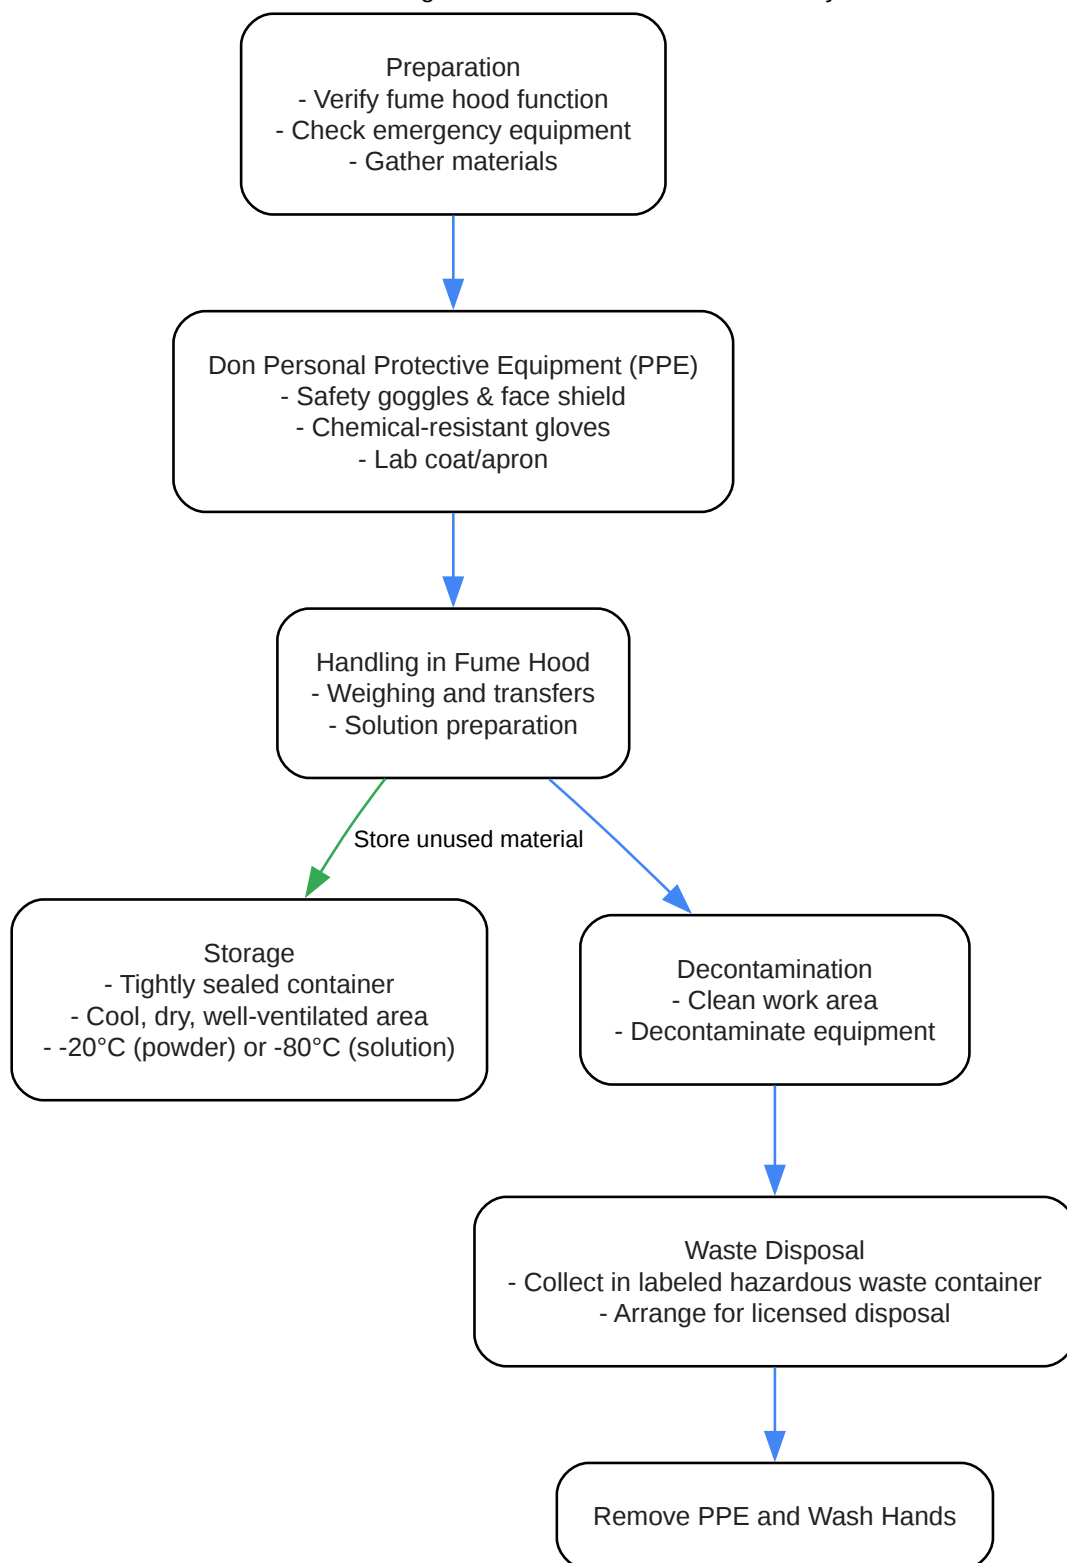 Preparation
- Verify fume hood function
- Check emergency equipment
- Gather materials
Don Personal Protective Equipment (PPE)
- Safety goggles & face shield
- Chemical-resistant gloves
- Lab coat/apron
Handling in Fume Hood
- Weighing and transfers
- Solution preparation
Store unused material
Storage
- Tightly sealed container
- Cool, dry, well-ventilated area
- -20°C (powder) or -80°C (solution)
Decontamination
- Clean work area
- Decontaminate equipment
Waste Disposal
- Collect in labeled hazardous waste container
- Arrange for licensed disposal
Remove PPE and Wash Hands